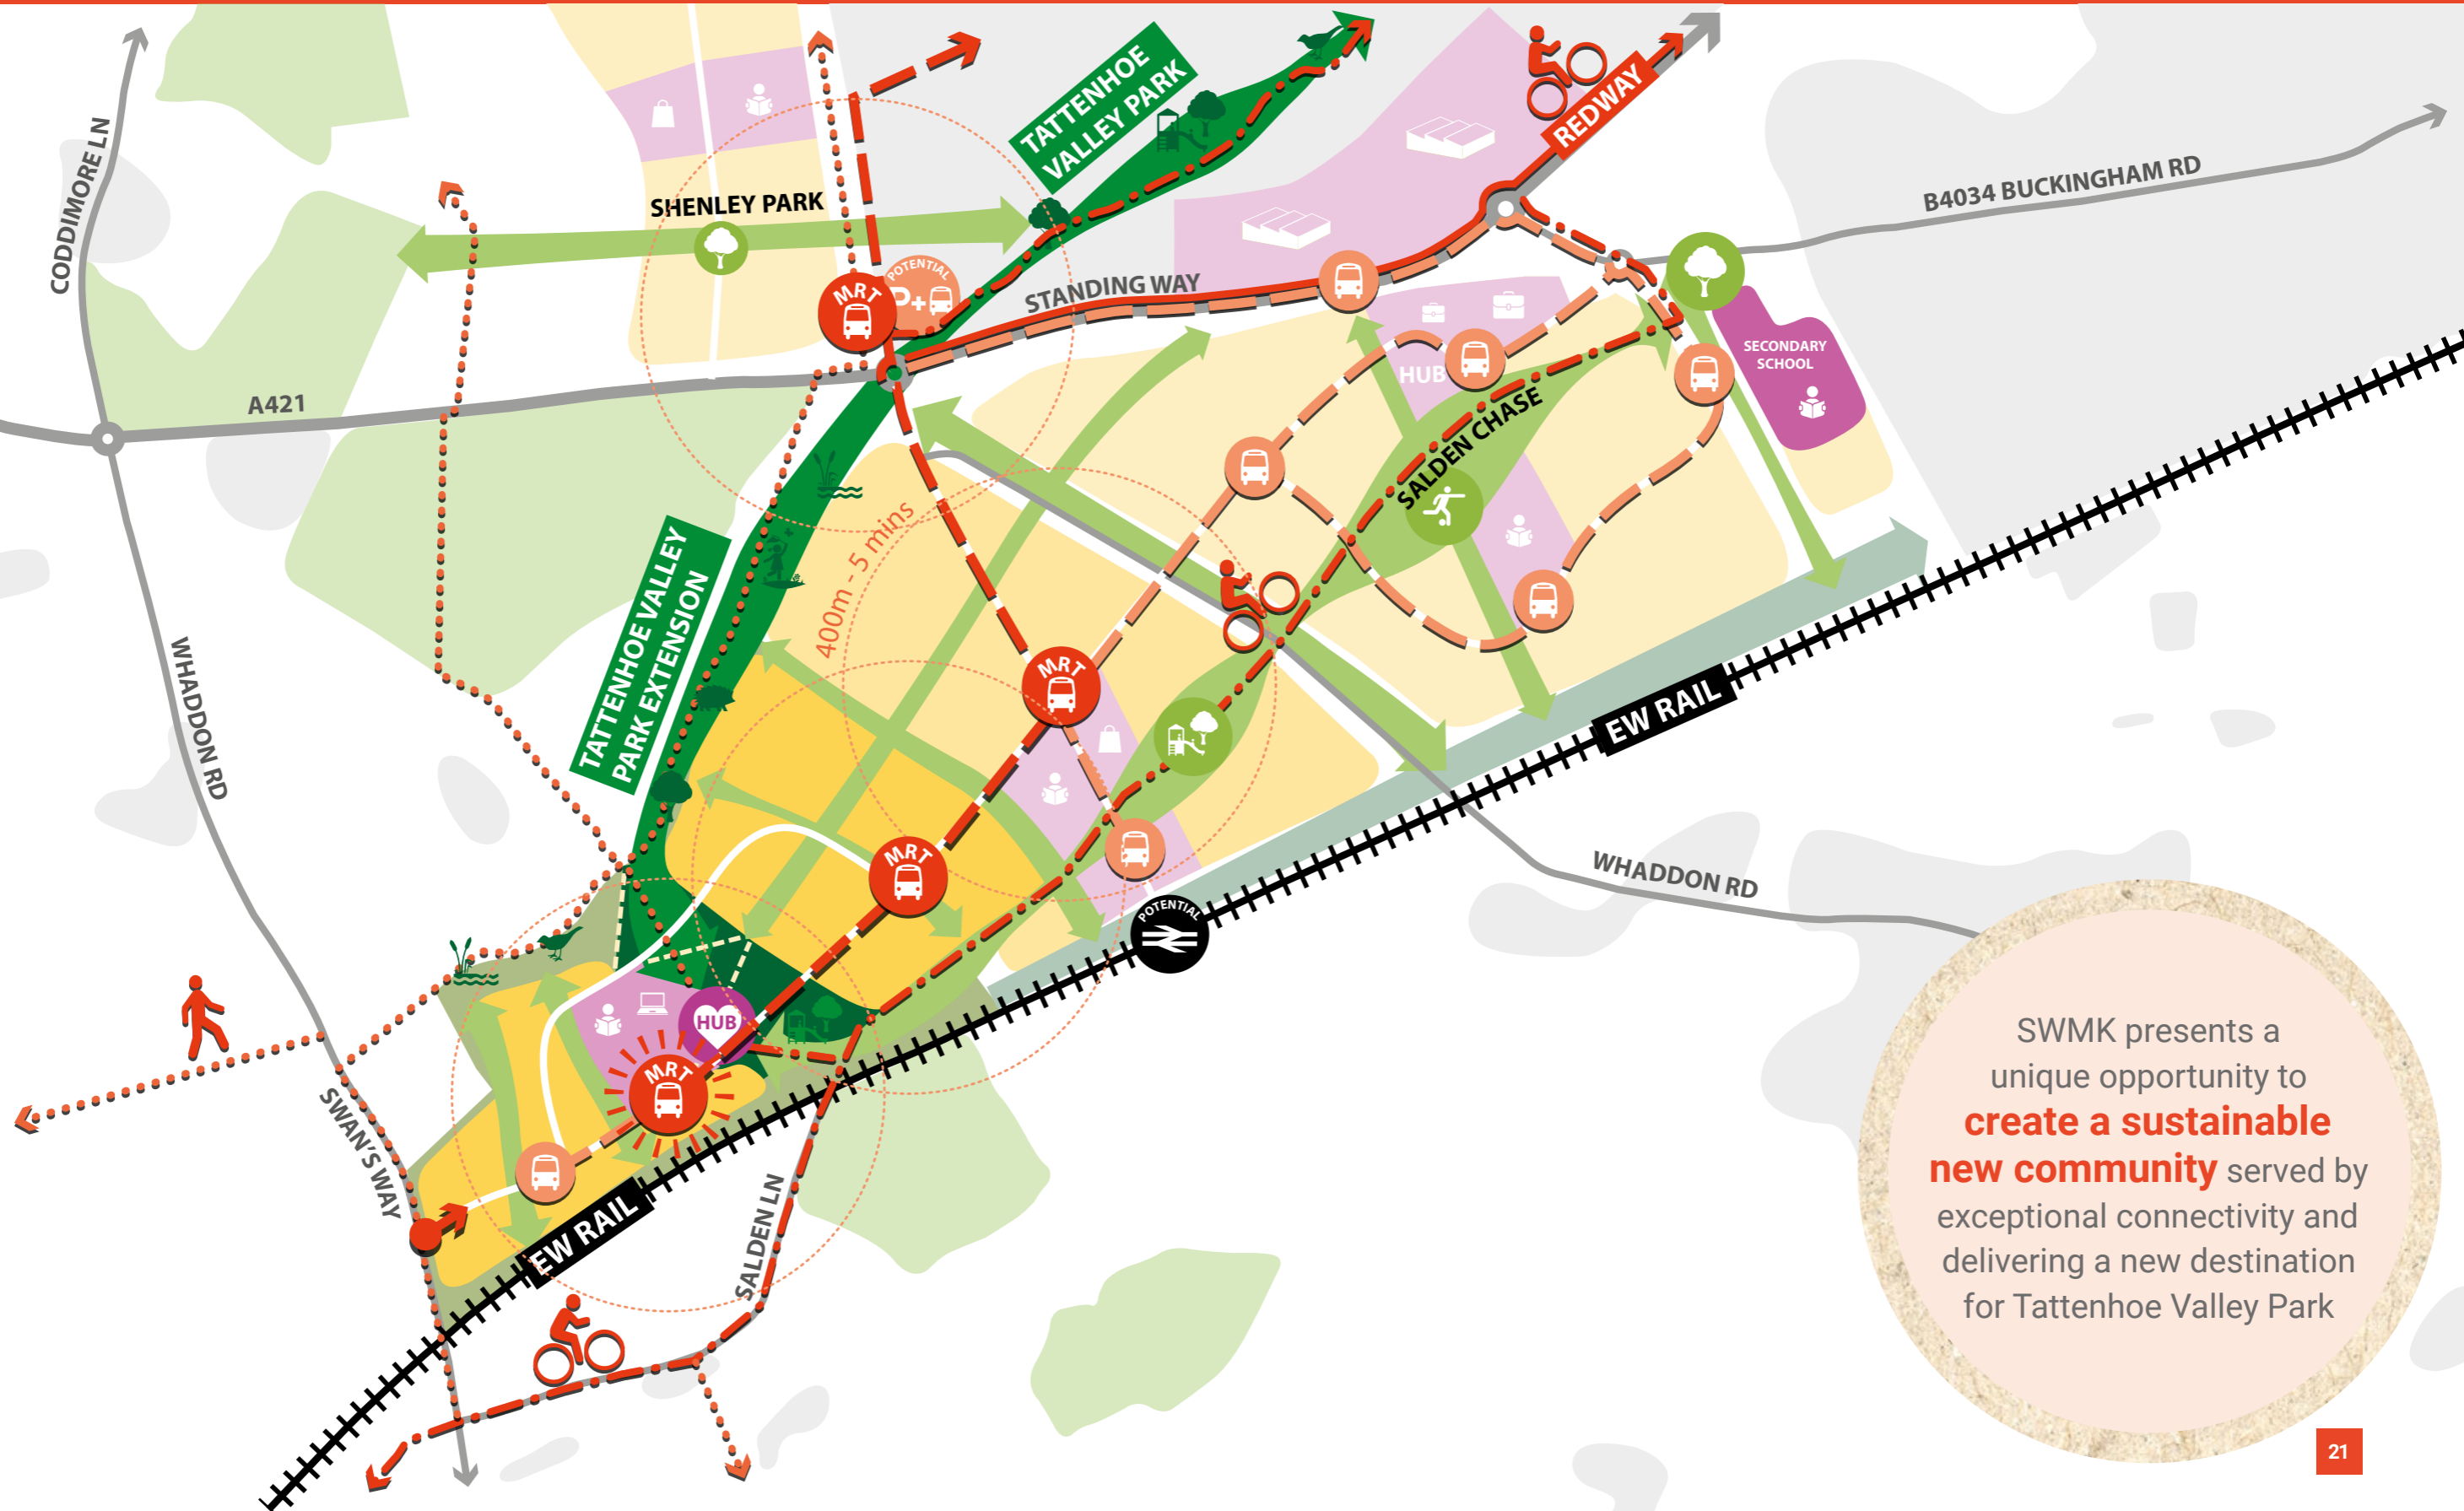 TATTENHOE
VALLEY PARK
REDWAY
CODDIMORE LN
SHENLEY PARK
B4034 BUCKINGHAM RD
POTENTIAL
P+
MRT
STANDING WAY
SECONDARY
SCHOOL
HUB
A421
SALDEN CHASE
400m - 5 mins
TATTENHOE VALLEY
PARK EXTENSION
WHADDON RD
MRT
EW RAIL
MRT
WHADDON RD
POTENTIAL
HUB
MRT
SWAN'S WAY
EW RAIL
SALDEN LN
SWMK presents a
unique opportunity to
create a sustainable
new community served by
exceptional connectivity and
delivering a new destination
for Tattenhoe Valley Park
21